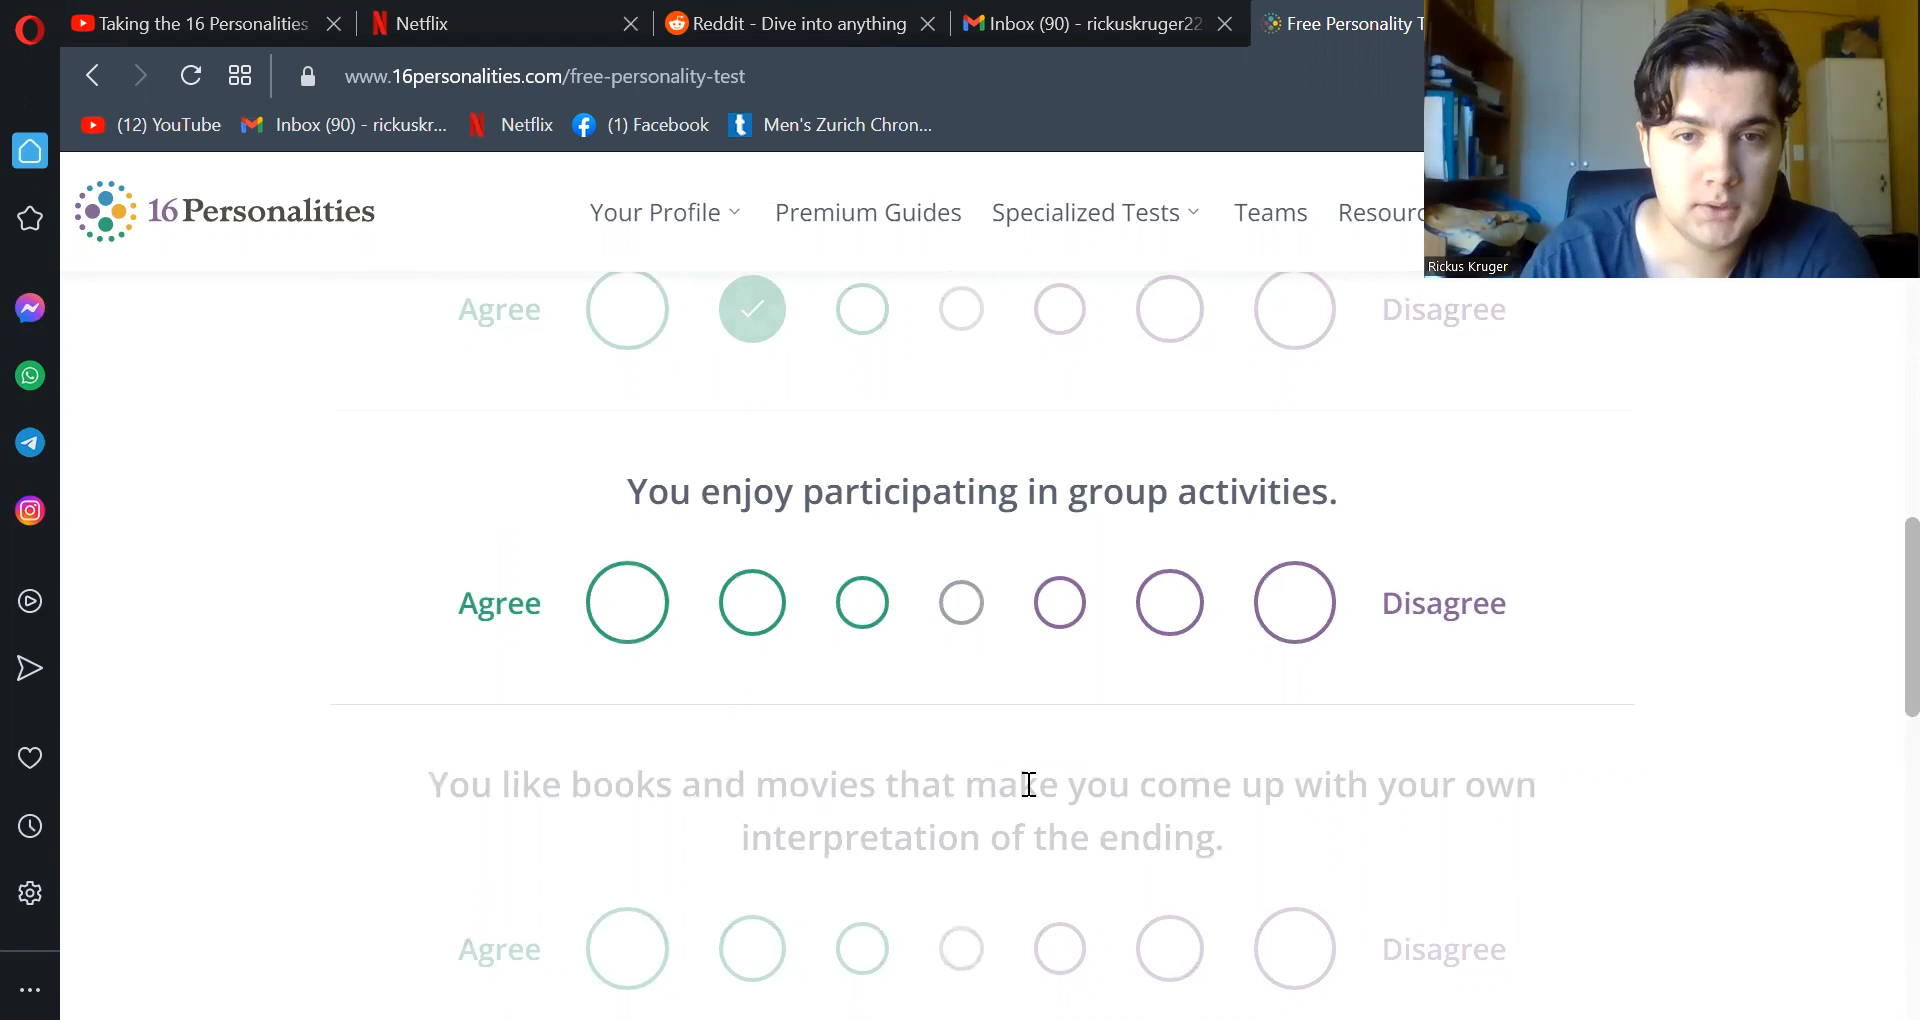 Taking the 16 Personalities
Netflix
Reddit - Dive into anything
Inbox (90) - rickuskruger22
Free Personality T
www.16personalities.com/free-personality-test
(12) YouTube
Inbox (90) - rickuskr...
Netflix
(1) Facebook
Men's Zurich Chron...
16Personalities
Your Profile
Premium Guides
Specialized Tests
Teams
Resourc
Rickus Kruger
Agree
Disagree
You enjoy participating in group activities.
Agree
Disagree
You like books and movies that make you come up with your own
interpretation of the ending.
Agree
Disagree